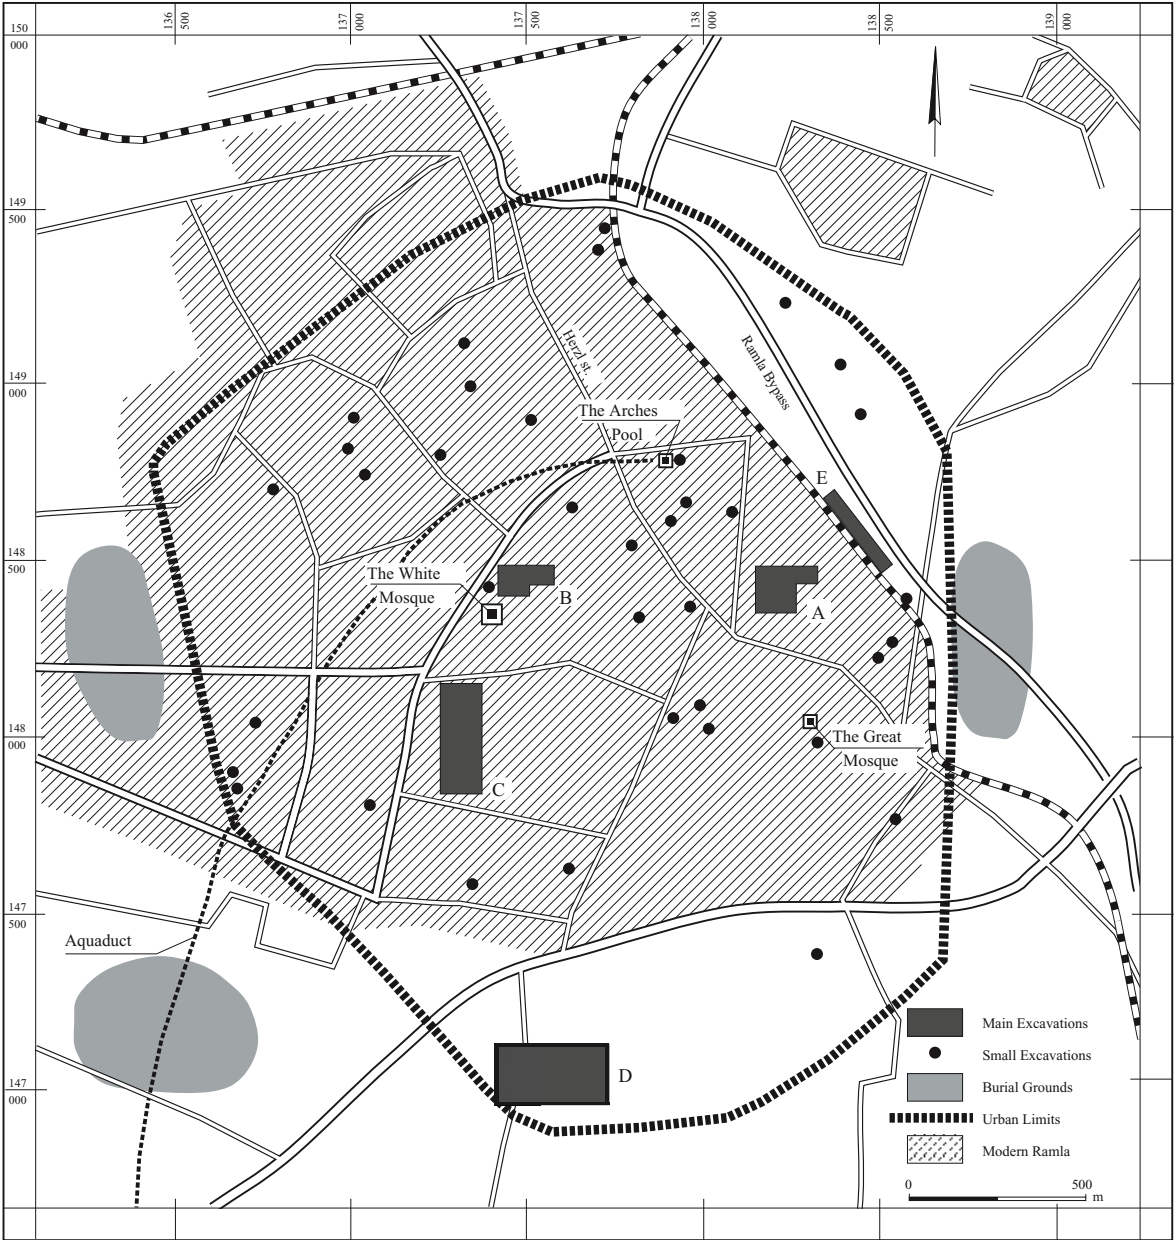 136 500
137 000
137 500
138 000
138 500
139 000
150 000
149 500
149 000
148 500
148 000
147 500
147 000
Herzl st.
Ramla Bypass
The Arches
Pool
E
The White
Mosque
B
A
The Great
Mosque
C
Aquaduct
D
Main Excavations
Small Excavations
Burial Grounds
Urban Limits
Modern Ramla
0 500 m